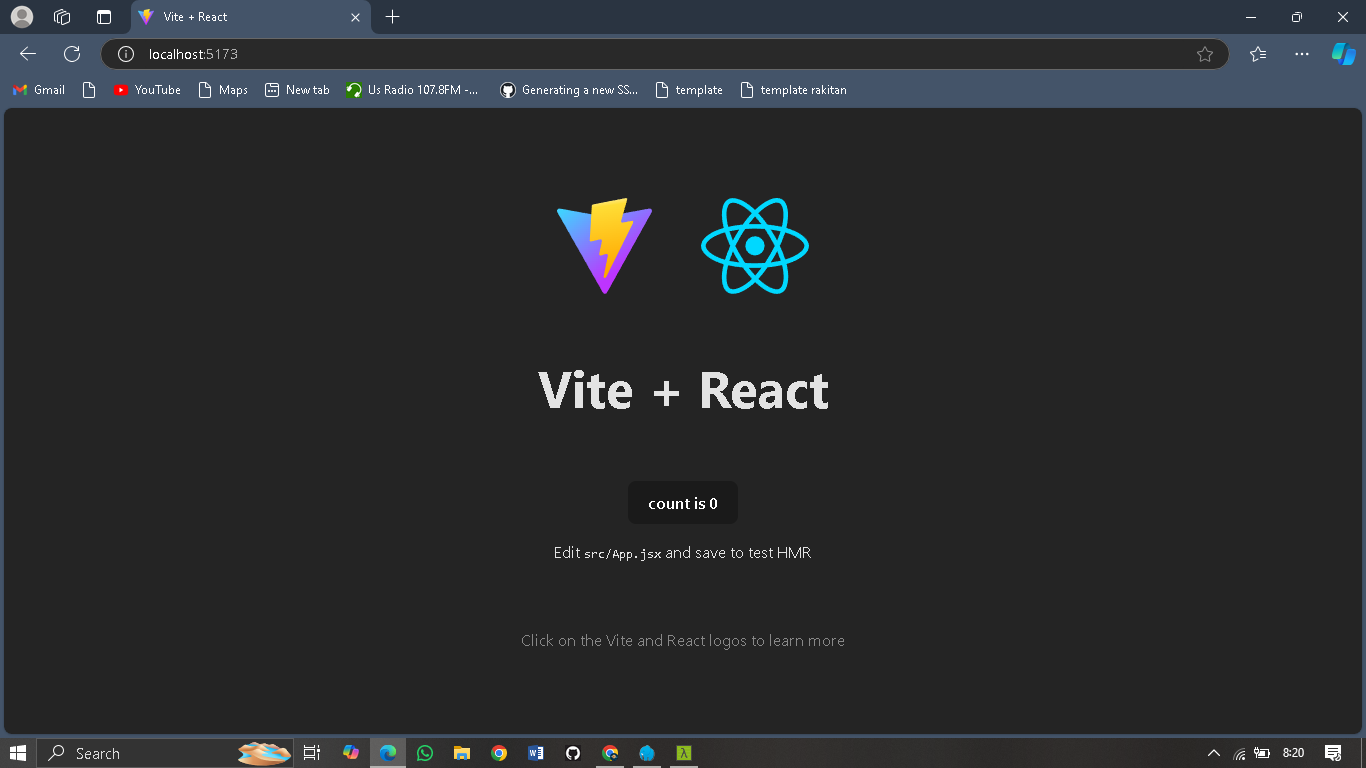 Vite + React
localhost:5173
Gmail
YouTube
Maps
New tab
Us Radio 107.8FM -...
Generating a new SS...
template
template rakitan
Vite + React
count is 0
Edit src/App.jsx and save to test HMR
Click on the Vite and React logos to learn more
Search
8:20